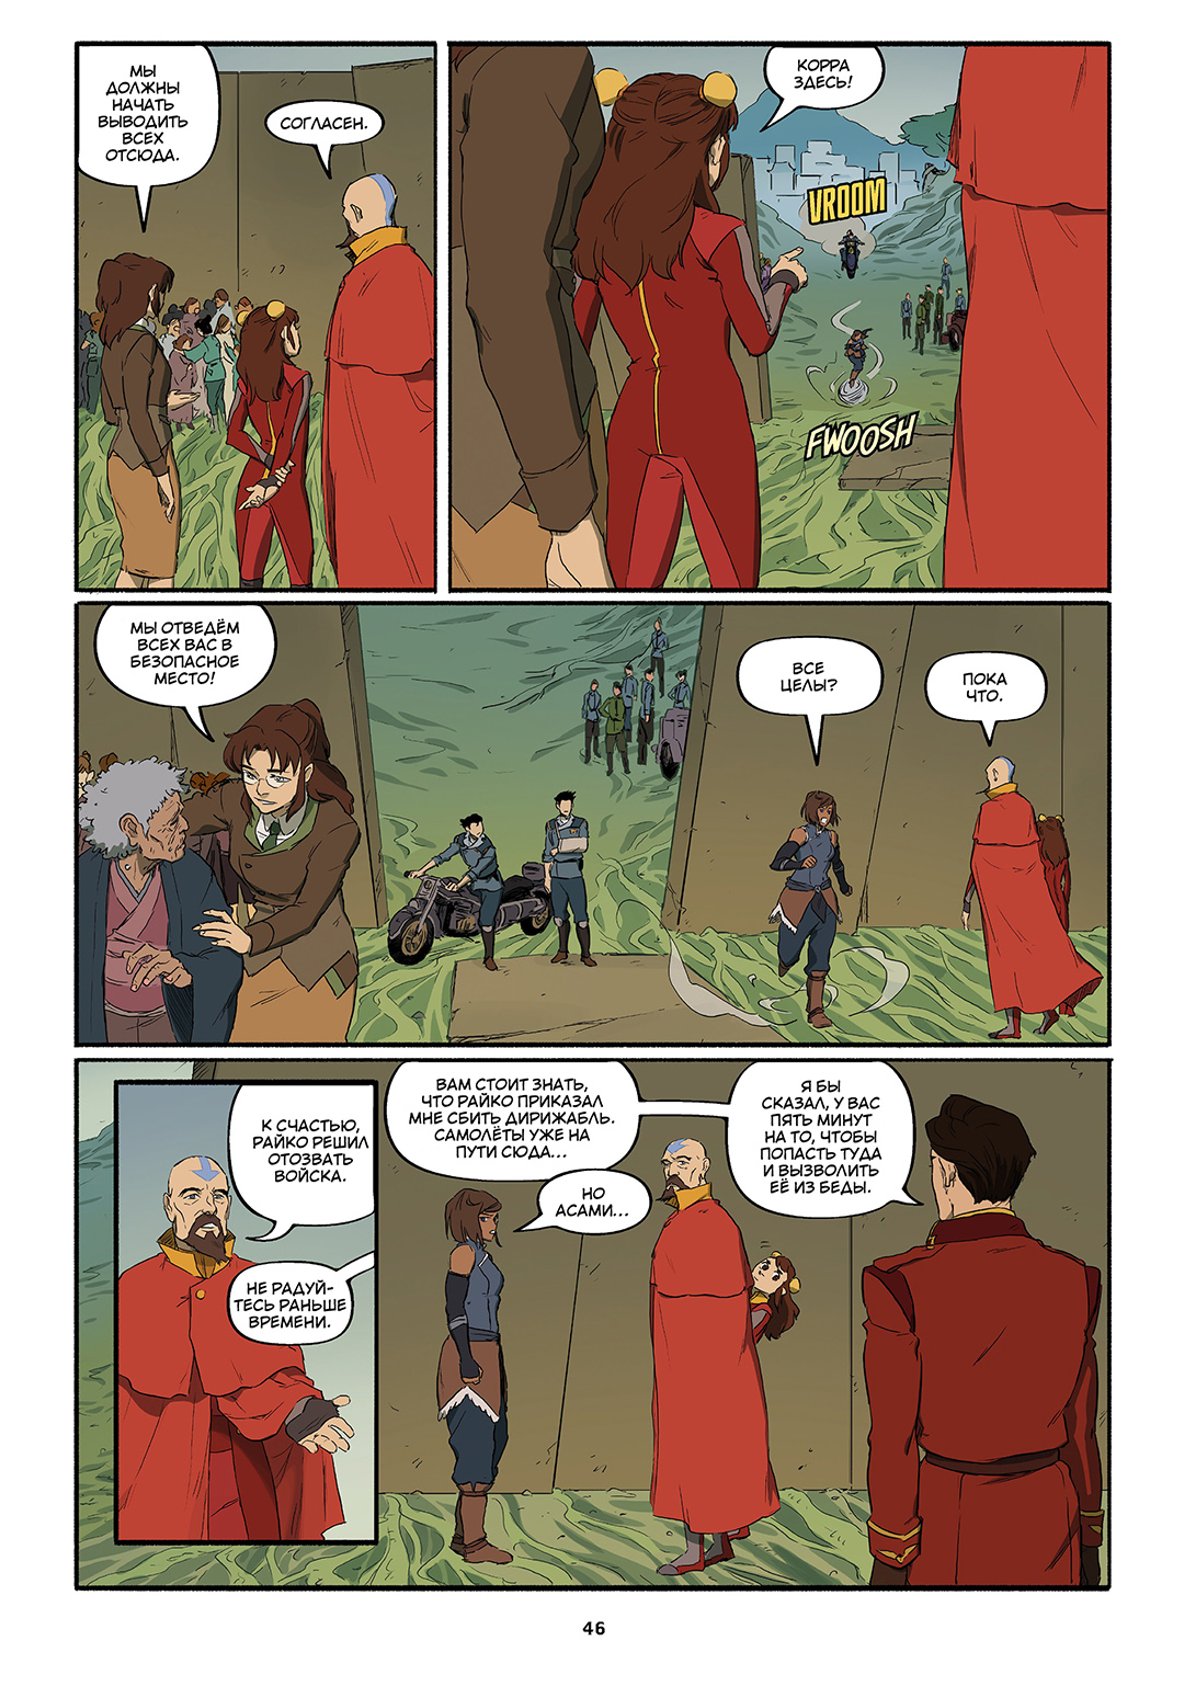 МЫ
ДОЛЖНЫ
НАЧАТЬ
ВЫВОДИТЬ
ВСЕХ
ОТСЮДА.
СОГЛАСЕН.
КОРРА
ЗДЕСЬ!
VROOM
FWOOSH
МЫ ОТВЕДЁМ
ВСЕХ ВАС В
БЕЗОПАСНОЕ
МЕСТО!
ВСЕ
ЦЕЛЫ?
ПОКА
ЧТО.
К СЧАСТЬЮ,
РАЙКО РЕШИЛ
ОТОЗВАТЬ
ВОЙСКА.
НЕ РАДУЙ-
ТЕСЬ РАНЬШЕ
ВРЕМЕНИ.
ВАМ СТОИТ ЗНАТЬ,
ЧТО РАЙКО ПРИКАЗАЛ
МНЕ СБИТЬ ДИРИЖАБЛЬ.
САМОЛЁТЫ УЖЕ НА
ПУТИ СЮДА...
НО
АСАМИ...
Я БЫ
СКАЗАЛ, У ВАС
ПЯТЬ МИНУТ
НА ТО, ЧТОБЫ
ПОПАСТЬ ТУДА
И ВЫЗВОЛИТЬ
ЕЁ ИЗ БЕДЫ.
46